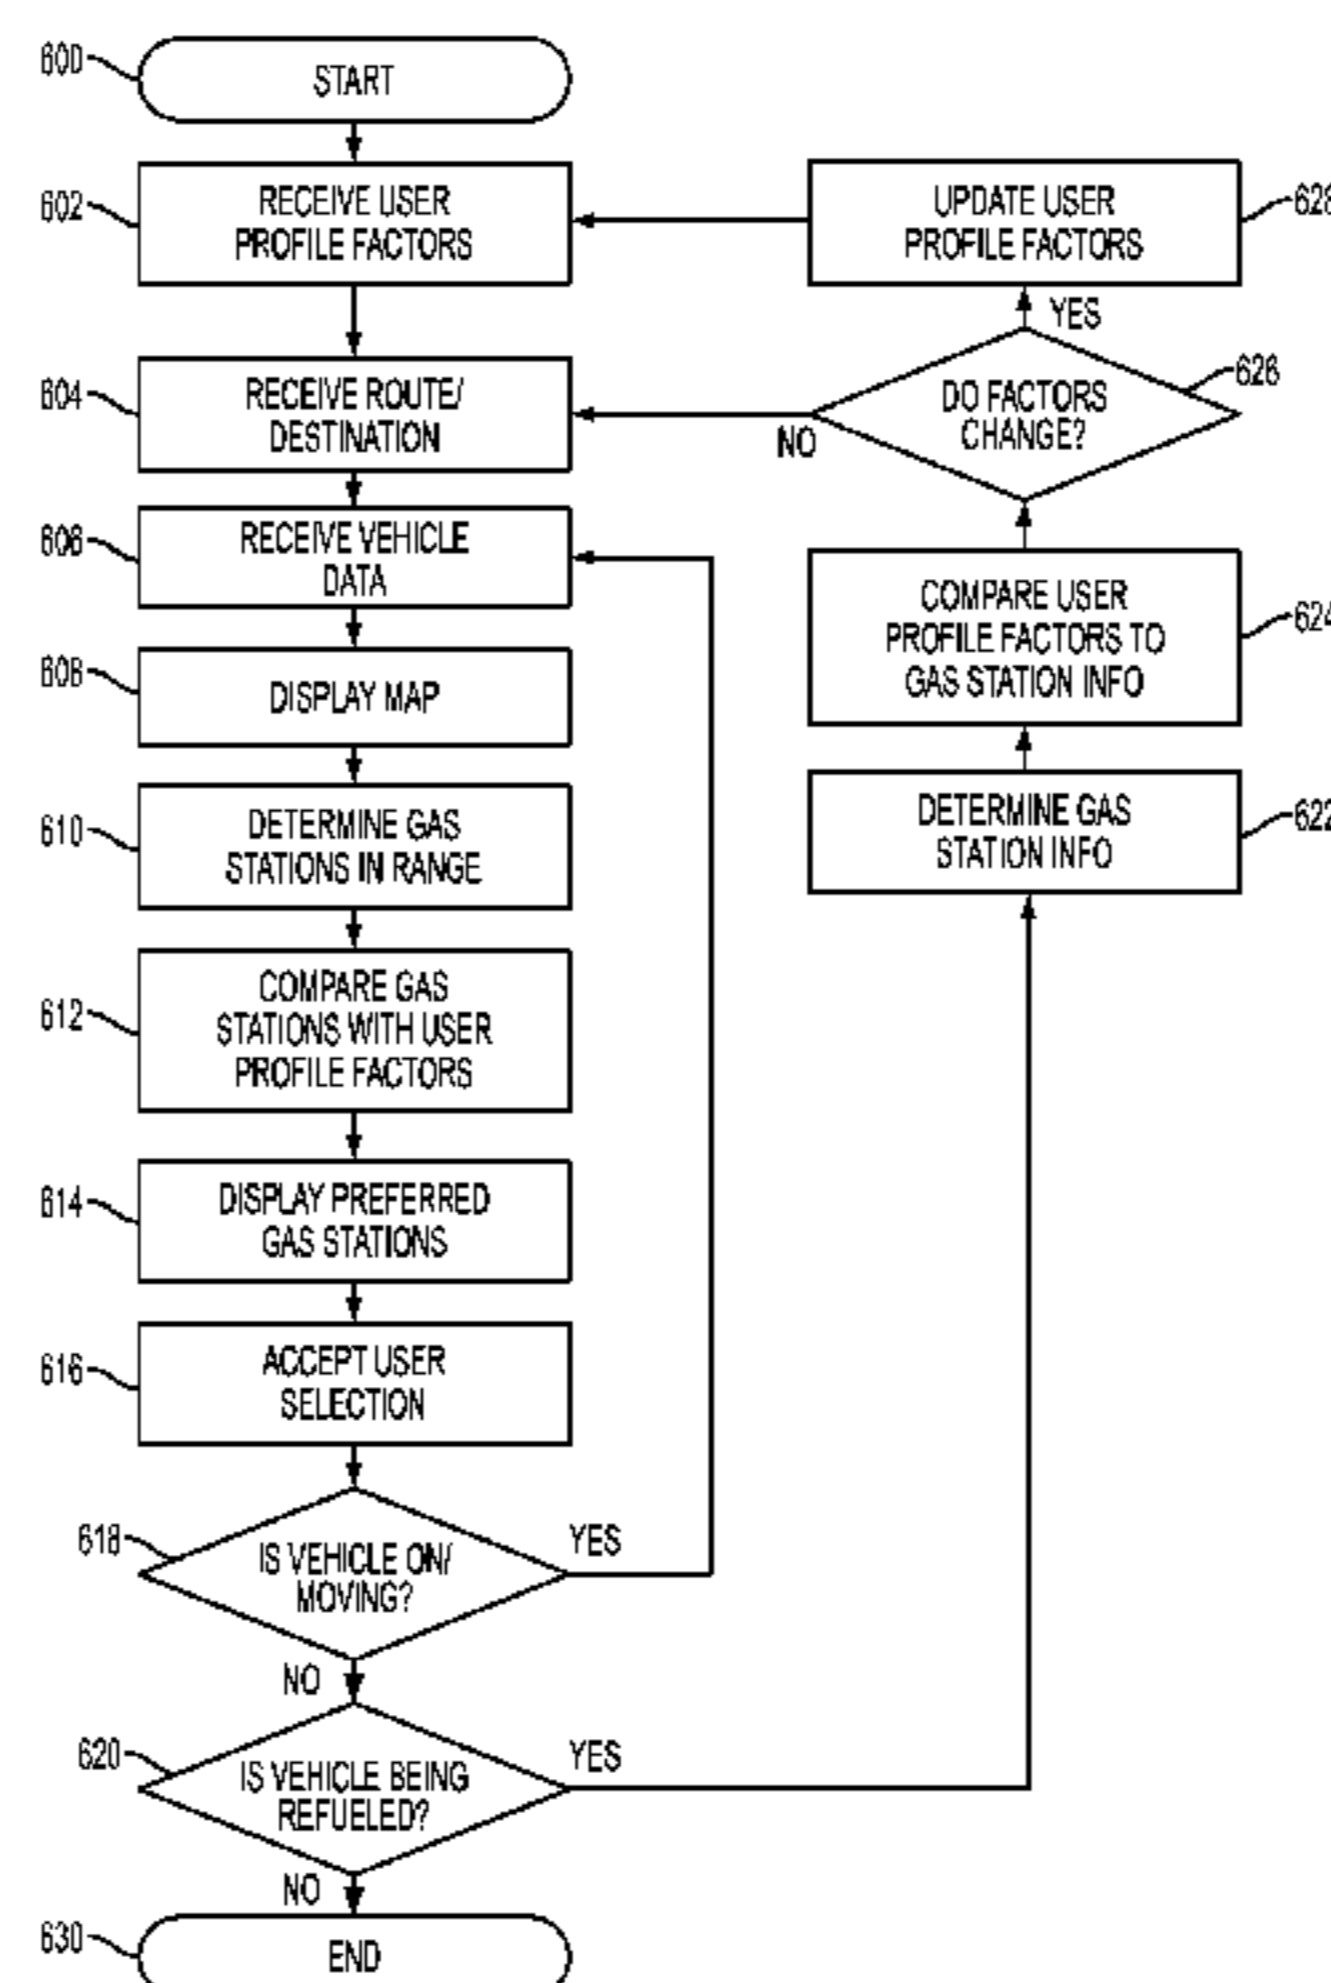 600
START
602
RECEIVE USER
PROFILE FACTORS
604
RECEIVE ROUTE/
DESTINATION
606
RECEIVE VEHICLE
DATA
608
DISPLAY MAP
610
DETERMINE GAS
STATIONS IN RANGE
612
COMPARE GAS
STATIONS WITH USER
PROFILE FACTORS
614
DISPLAY PREFERRED
GAS STATIONS
616
ACCEPT USER
SELECTION
618
IS VEHICLE ON/
MOVING?
YES
NO
620
IS VEHICLE BEING
REFUELED?
YES
NO
630
END
622
DETERMINE GAS
STATION INFO
624
COMPARE USER
PROFILE FACTORS TO
GAS STATION INFO
626
DO FACTORS
CHANGE?
NO
YES
628
UPDATE USER
PROFILE FACTORS